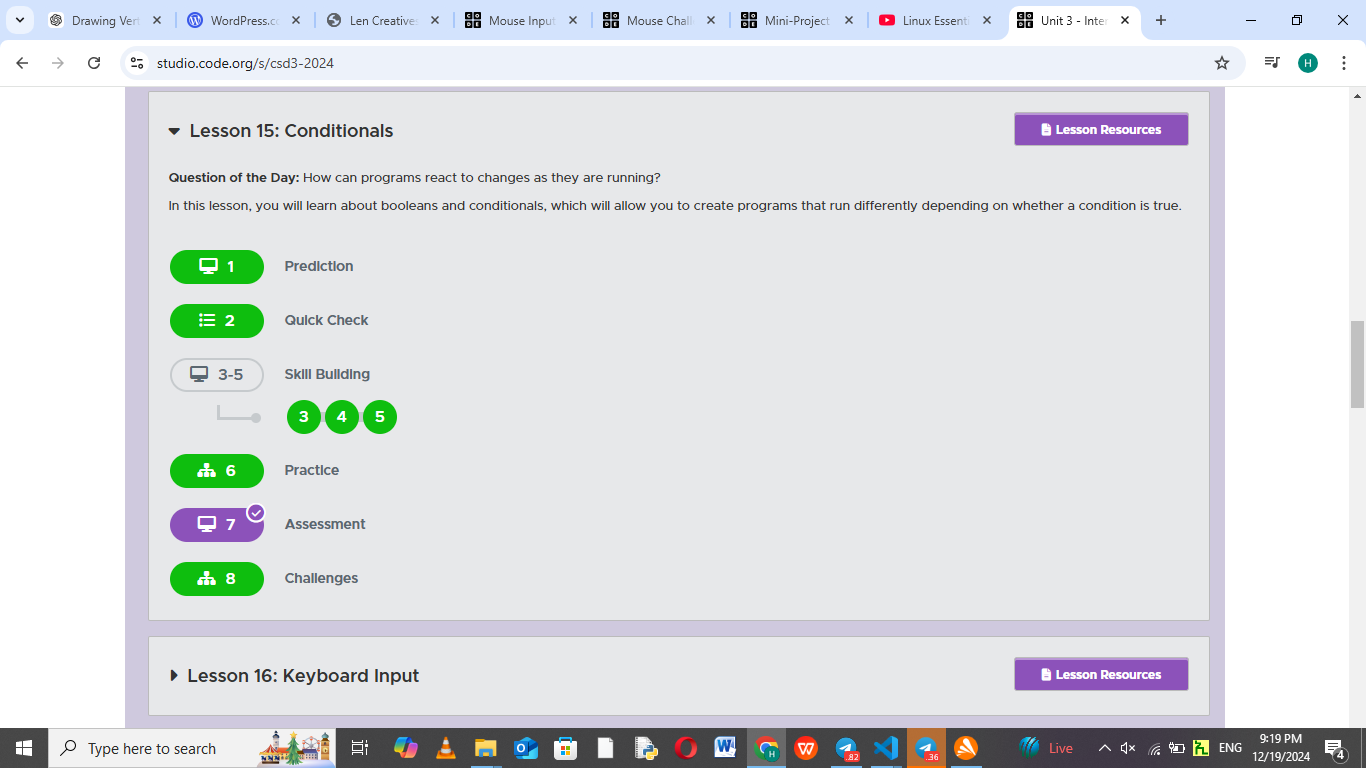 Drawing Vert
WordPress.c
Len Creatives
Mouse Input
Mouse Chall
Mini-Project
Linux Essenti
Unit 3 - Inter
studio.code.org/s/csd3-2024
H
Lesson 15: Conditionals
Lesson Resources
Question of the Day: How can programs react to changes as they are running?
In this lesson, you will learn about booleans and conditionals, which will allow you to create programs that run differently depending on whether a condition is true.
1 Prediction
2 Quick Check
3-5 Skill Building
3 4 5
6 Practice
7 Assessment
8 Challenges
Lesson 16: Keyboard Input
Lesson Resources
Type here to search
.82
.36
Live
ENG
9:19 PM
12/19/2024
4